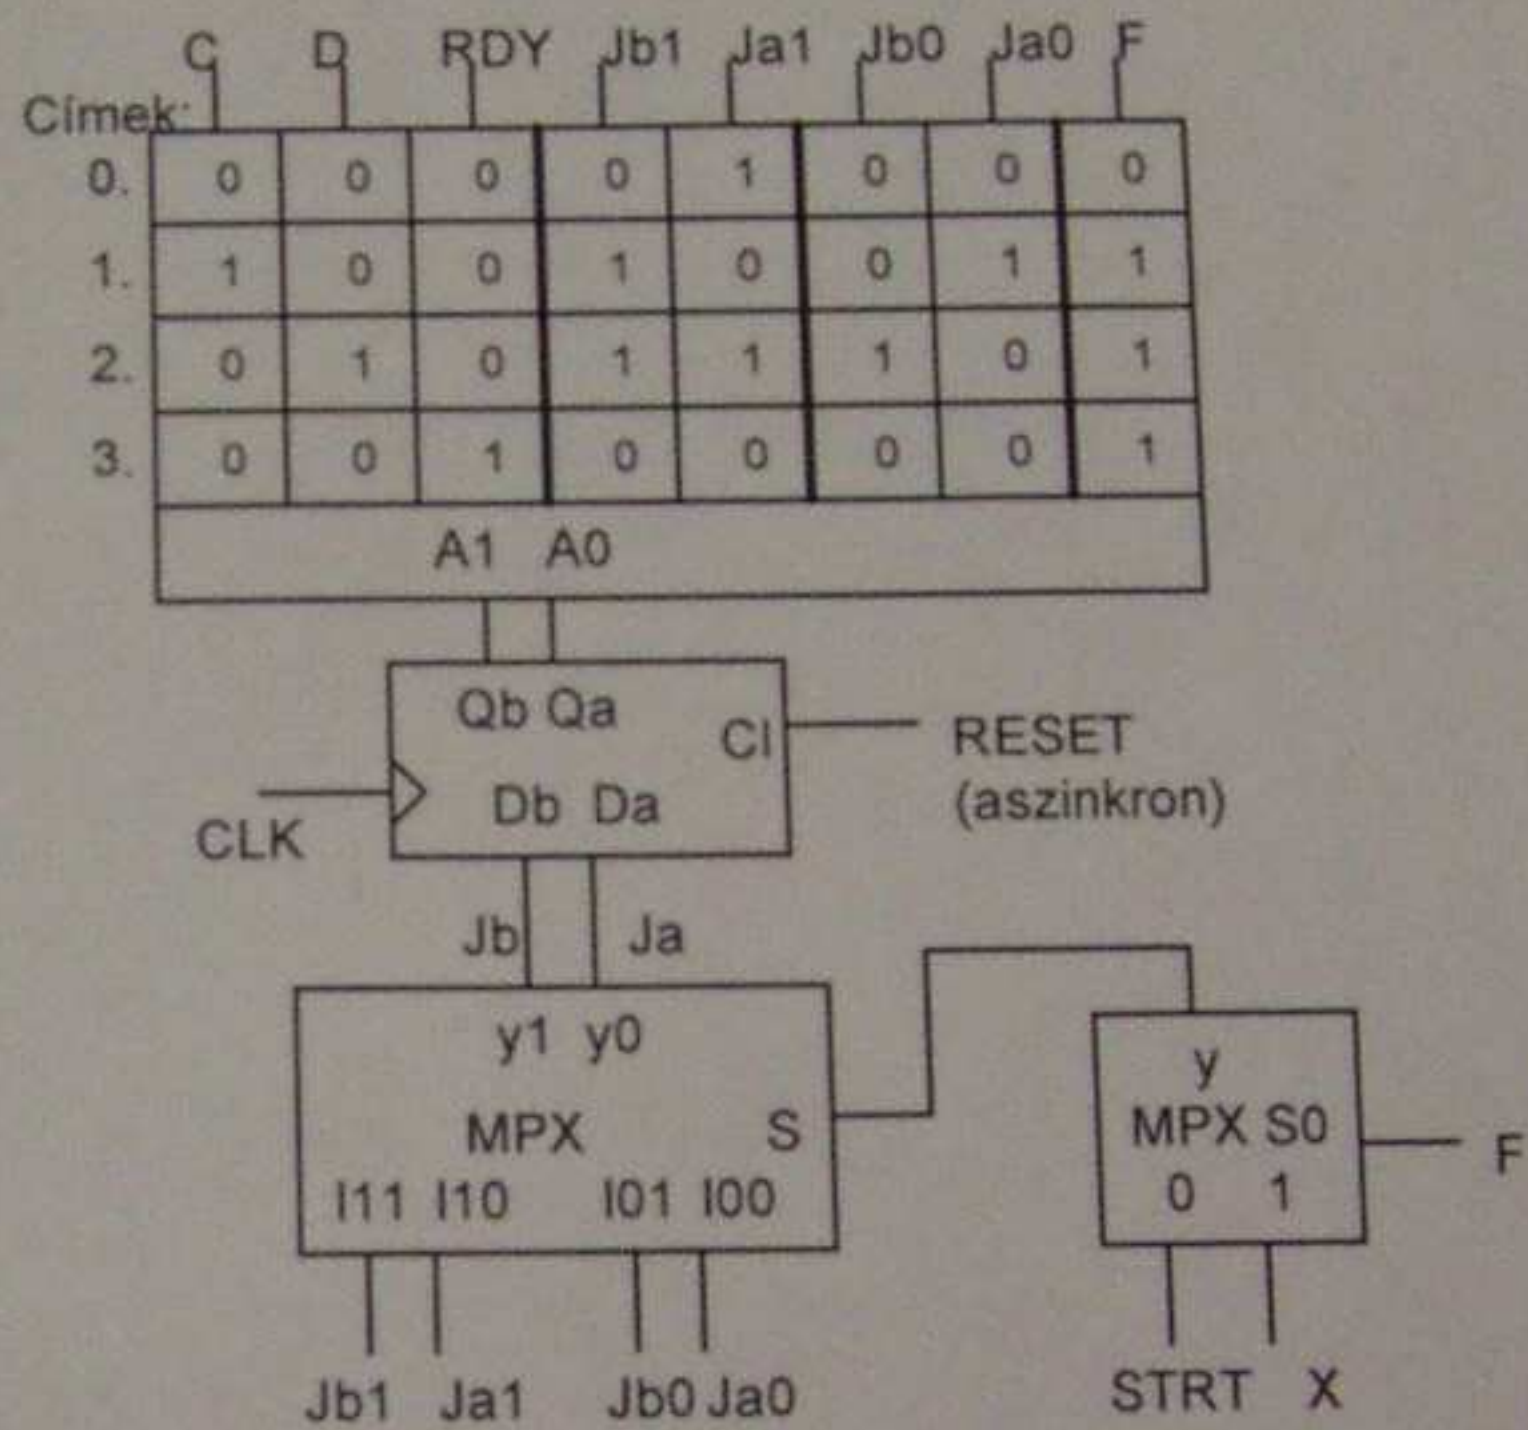 C D RDY Jb1 Ja1 Jb0 Ja0 F
Címek:
0. 0 0 0 0 1 0 0 0
1. 1 0 0 1 0 0 1 1
2. 0 1 0 1 1 1 0 1
3. 0 0 1 0 0 0 0 1
A1 A0
Qb Qa
Cl RESET
Db Da (aszinkron)
CLK
Jb Ja
y1 y0
y
MPX S
MPX S0 F
I11 I10 I01 I00
0 1
Jb1 Ja1 Jb0 Ja0
STRT X